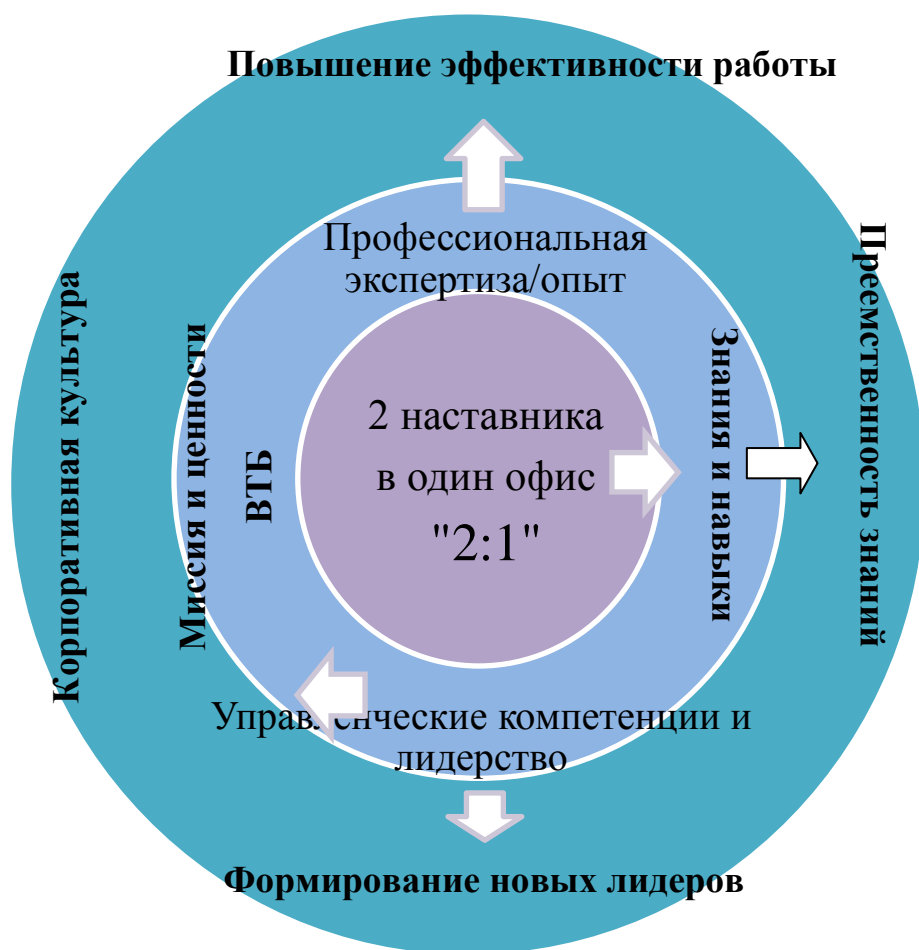 Повышение эффективности работы
Профессиональная
экспертиза/опыт
Корпоративная культура
Миссия и ценности
ВТБ
2 наставника
в один офис
"2:1"
Знания и навыки
Преемственность знаний
Управленческие компетенции и
лидерство
Формирование новых лидеров